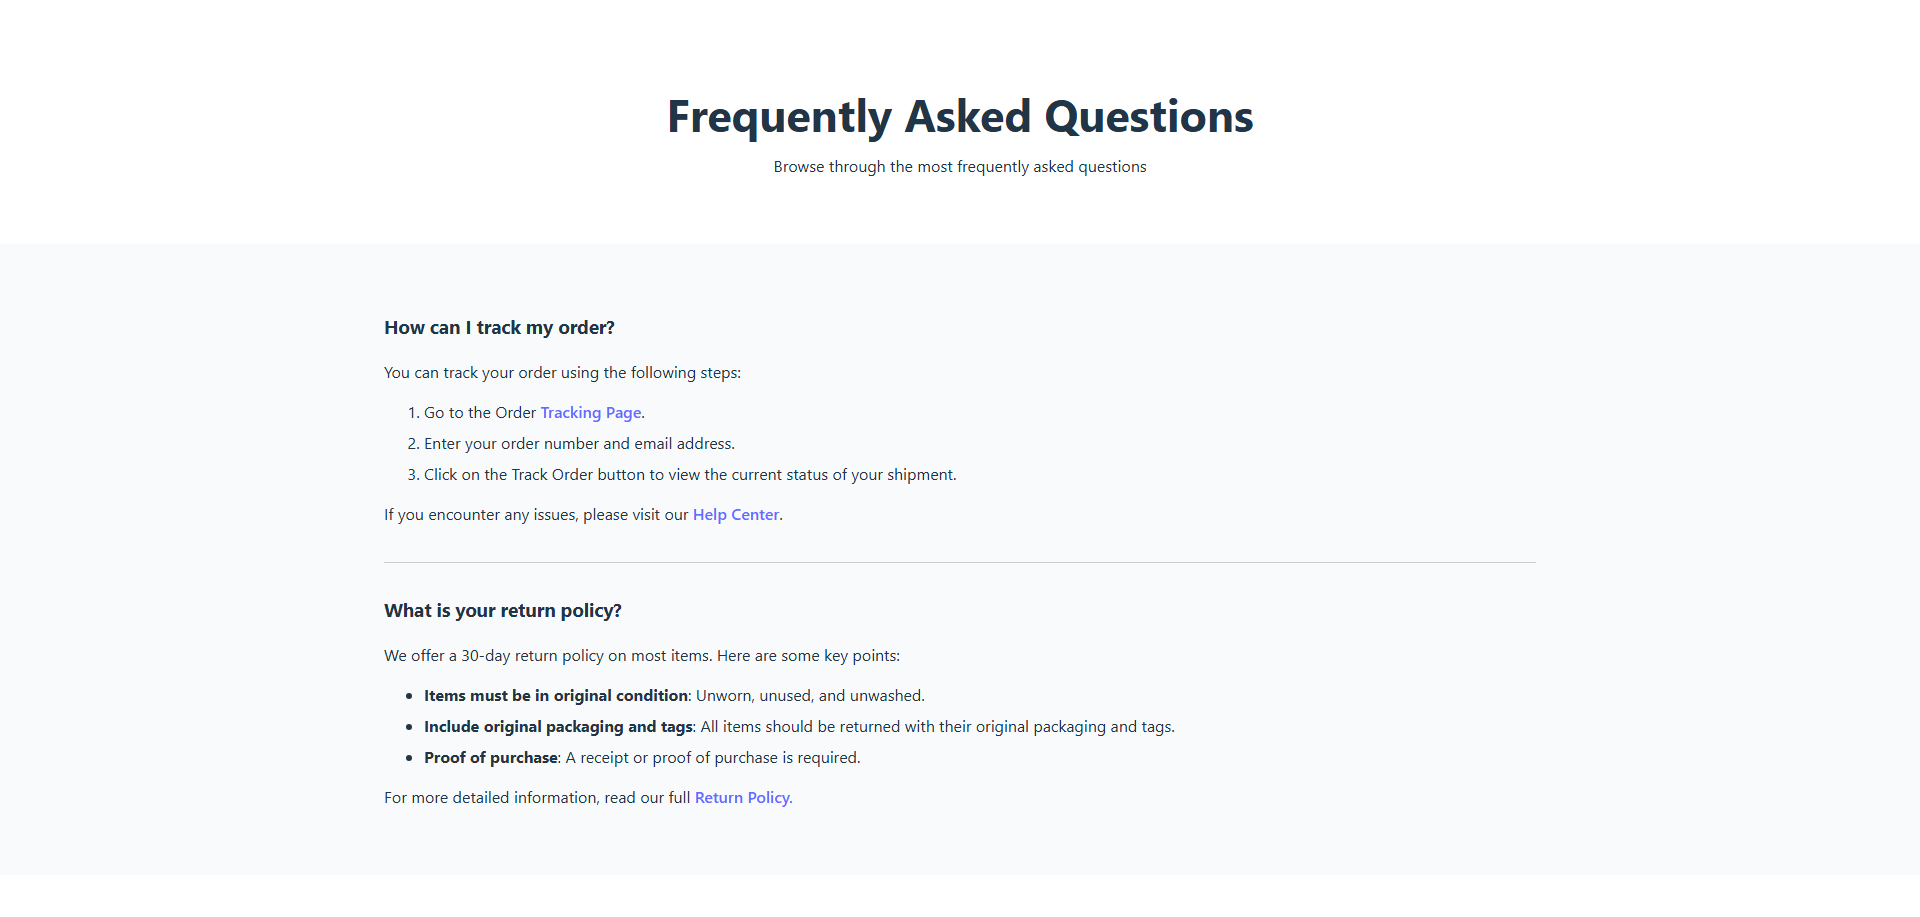 Frequently Asked Questions
Browse through the most frequently asked questions
How can I track my order?
You can track your order using the following steps:
1. Go to the Order Tracking Page.
2. Enter your order number and email address.
3. Click on the Track Order button to view the current status of your shipment.
If you encounter any issues, please visit our Help Center.
What is your return policy?
We offer a 30-day return policy on most items. Here are some key points:
• Items must be in original condition: Unworn, unused, and unwashed.
• Include original packaging and tags: All items should be returned with their original packaging and tags.
• Proof of purchase: A receipt or proof of purchase is required.
For more detailed information, read our full Return Policy.